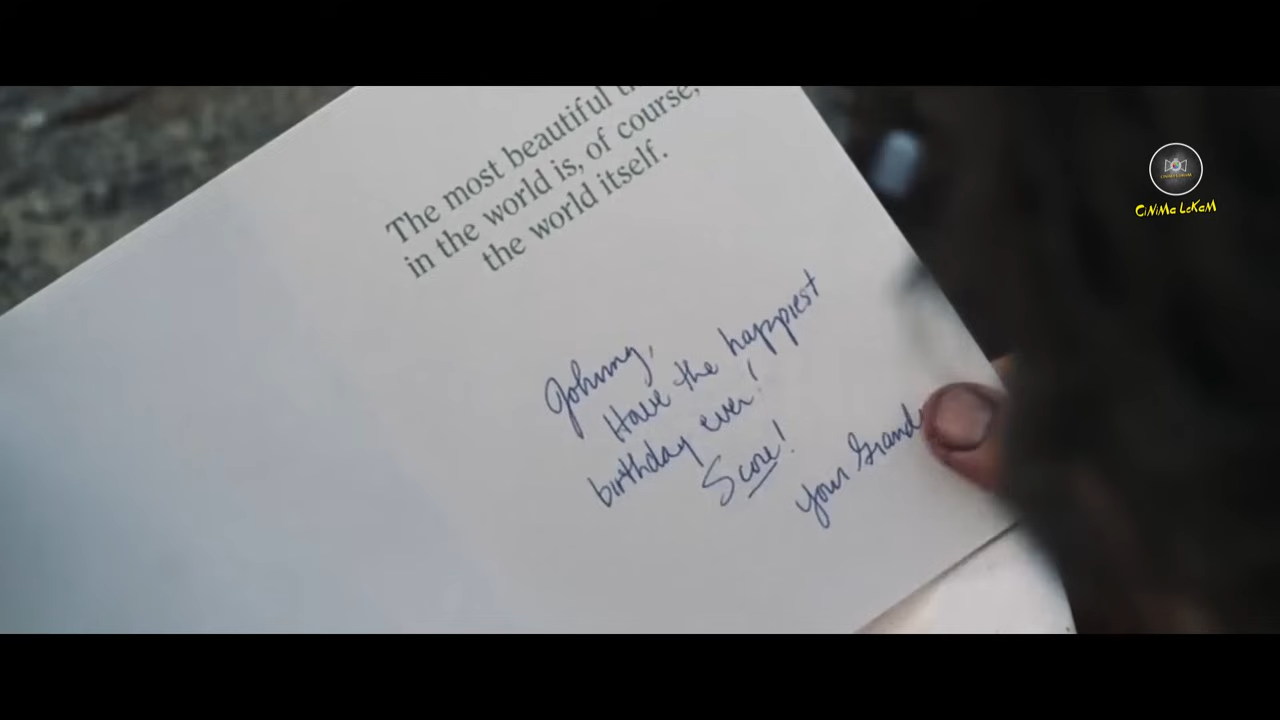 The most beautiful
in the world is, of course,
the world itself.
Johnny,
Have the happiest
birthday ever!
Score!
Your Grand
CiNiMa LoKaM